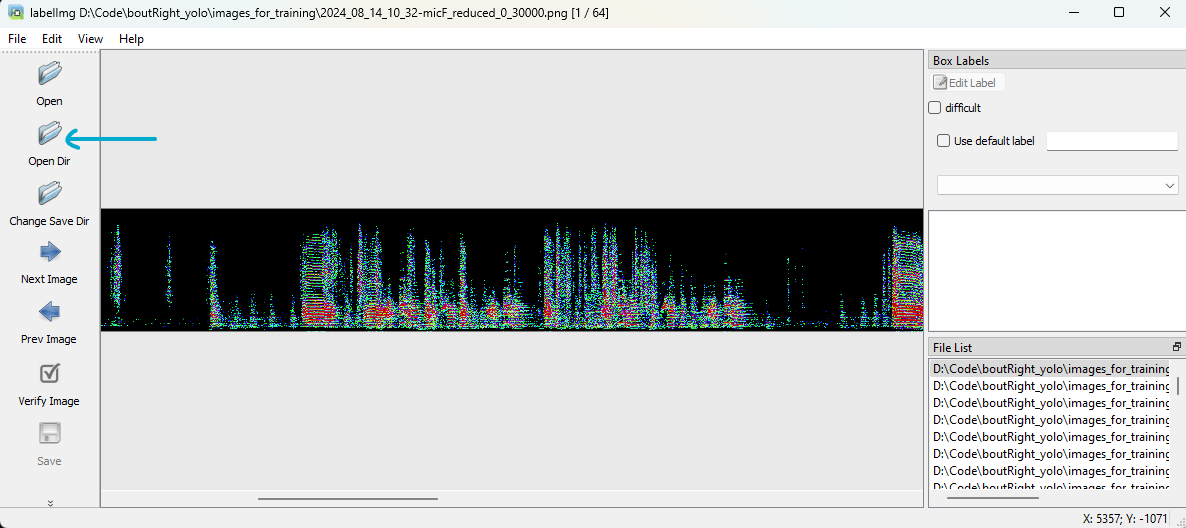 labelImg D:\Code\boutRight_yolo\images_for_training\2024_08_14_10_32-micF_reduced_0_30000.png [1 / 64]
File Edit View Help
Open
Open Dir
Change Save Dir
Next Image
Prev Image
Verify Image
Save
Box Labels
Edit Label
difficult
Use default label
File List
D:\Code\boutRight_yolo\images_for_training
D:\Code\boutRight_yolo\images_for_training
D:\Code\boutRight_yolo\images_for_training
D:\Code\boutRight_yolo\images_for_training
D:\Code\boutRight_yolo\images_for_training
D:\Code\boutRight_yolo\images_for_training
D:\Code\boutRight_yolo\images_for_training
D:\Code\boutRight_yolo\images_for_training
X: 5357; Y: -1071